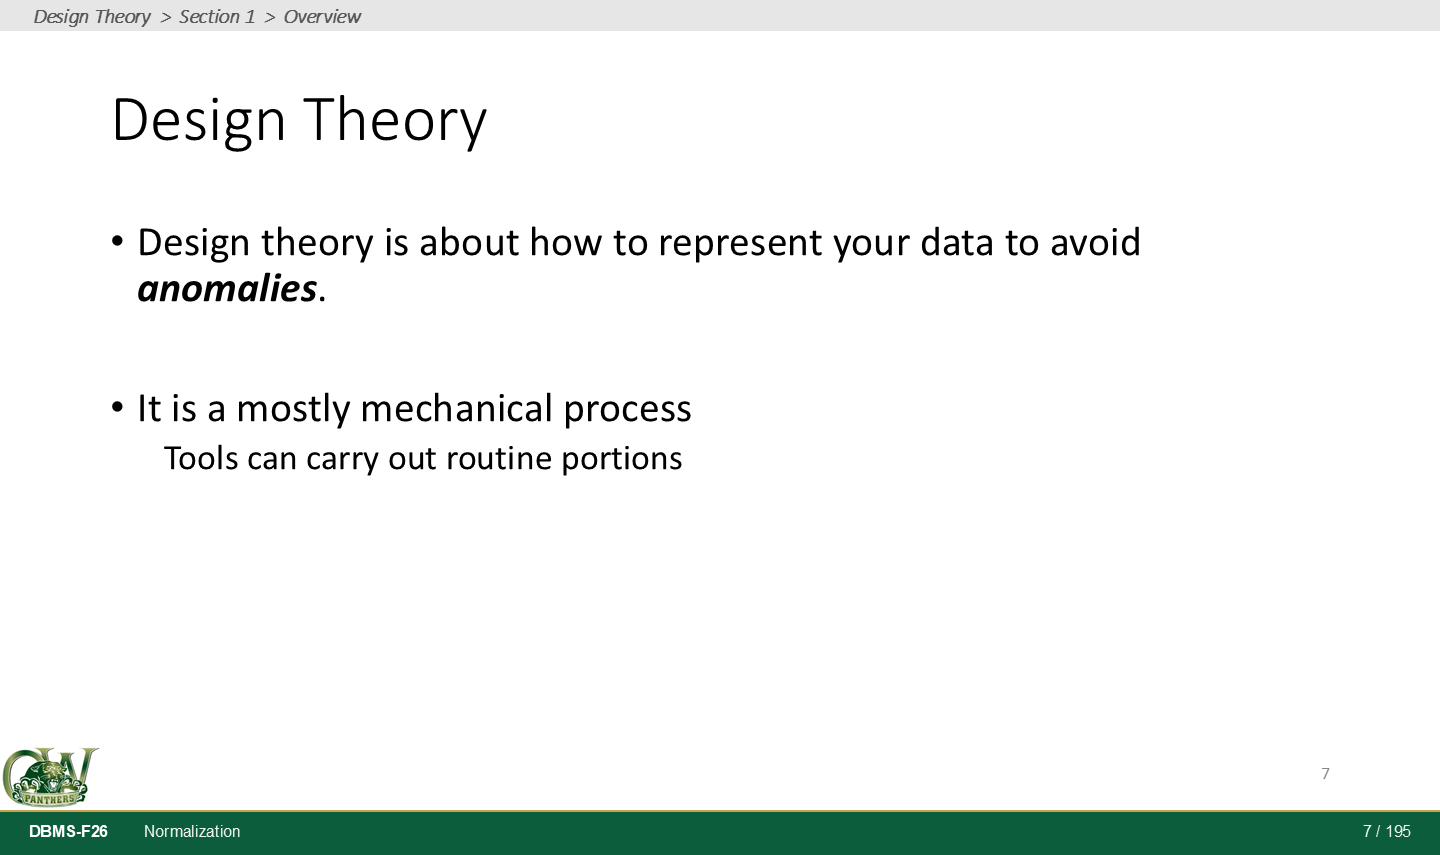 Design Theory > Section 1 > Overview
Design Theory
• Design theory is about how to represent your data to avoid
anomalies.
• It is a mostly mechanical process
Tools can carry out routine portions
OW
PANTHERS
7
DBMS-F26 Normalization 7 / 195